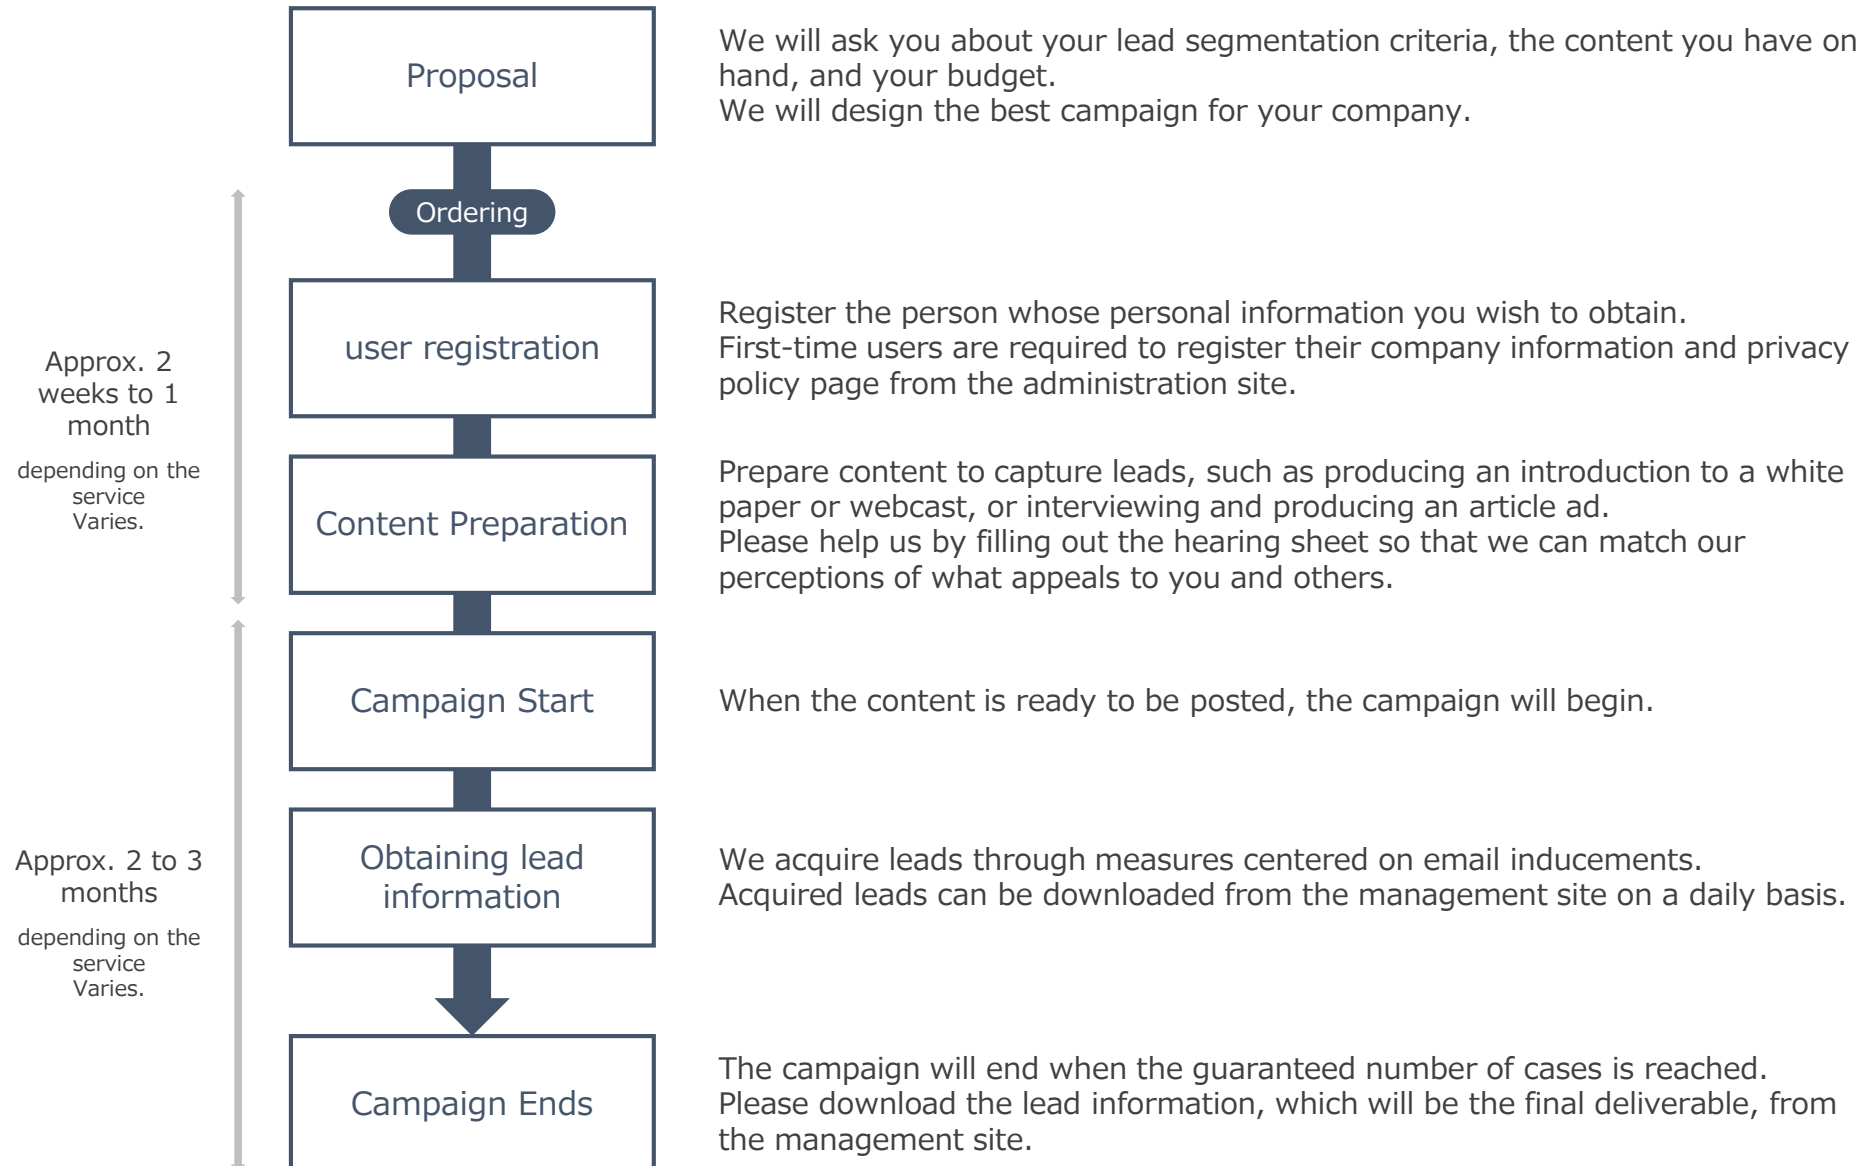 Proposal
We will ask you about your lead segmentation criteria, the content you have on
hand, and your budget.
We will design the best campaign for your company.
Ordering
Approx. 2
weeks to 1
month
depending on the
service
Varies.
user registration
Register the person whose personal information you wish to obtain.
First-time users are required to register their company information and privacy
policy page from the administration site.
Content Preparation
Prepare content to capture leads, such as producing an introduction to a white
paper or webcast, or interviewing and producing an article ad.
Please help us by filling out the hearing sheet so that we can match our
perceptions of what appeals to you and others.
Campaign Start
When the content is ready to be posted, the campaign will begin.
Approx. 2 to 3
months
depending on the
service
Varies.
Obtaining lead
information
We acquire leads through measures centered on email inducements.
Acquired leads can be downloaded from the management site on a daily basis.
Campaign Ends
The campaign will end when the guaranteed number of cases is reached.
Please download the lead information, which will be the final deliverable, from
the management site.